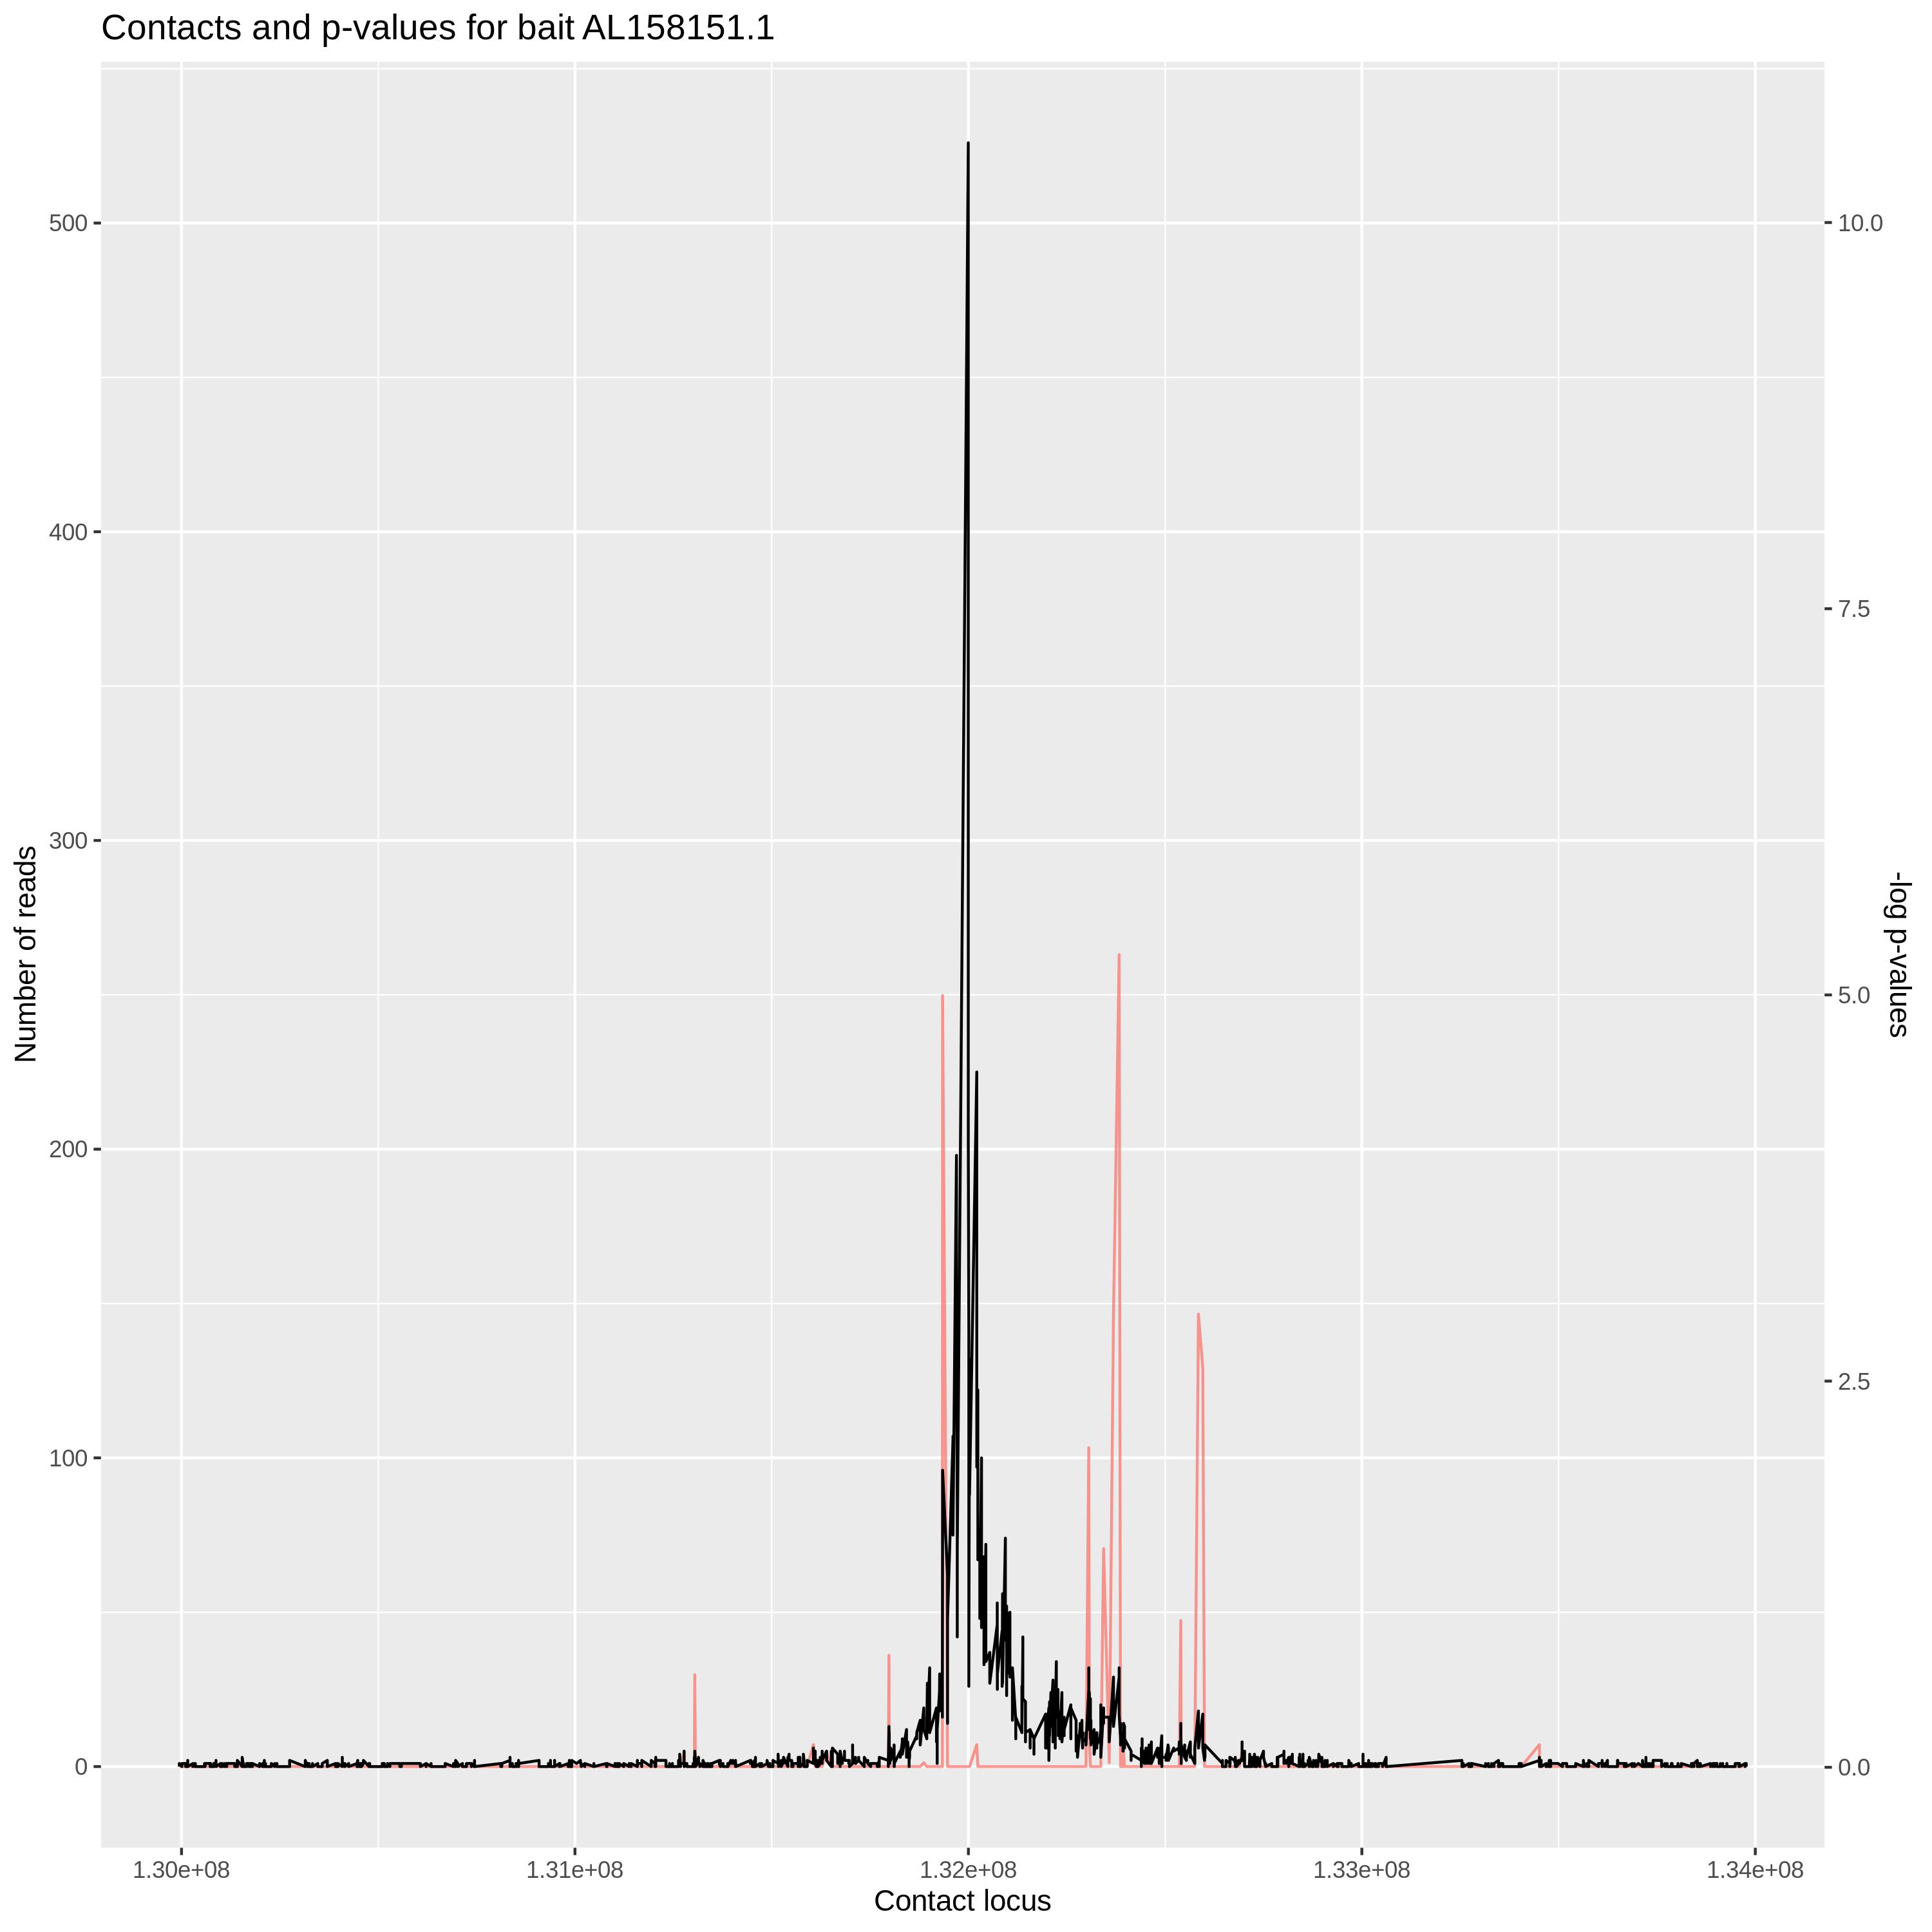 Contacts and p-values for bait AL158151.1
500
400
300
200
100
0
Number of reads
10.0
7.5
5.0
2.5
0.0
-log p-values
1.30e+08
1.31e+08
1.32e+08
1.33e+08
1.34e+08
Contact locus